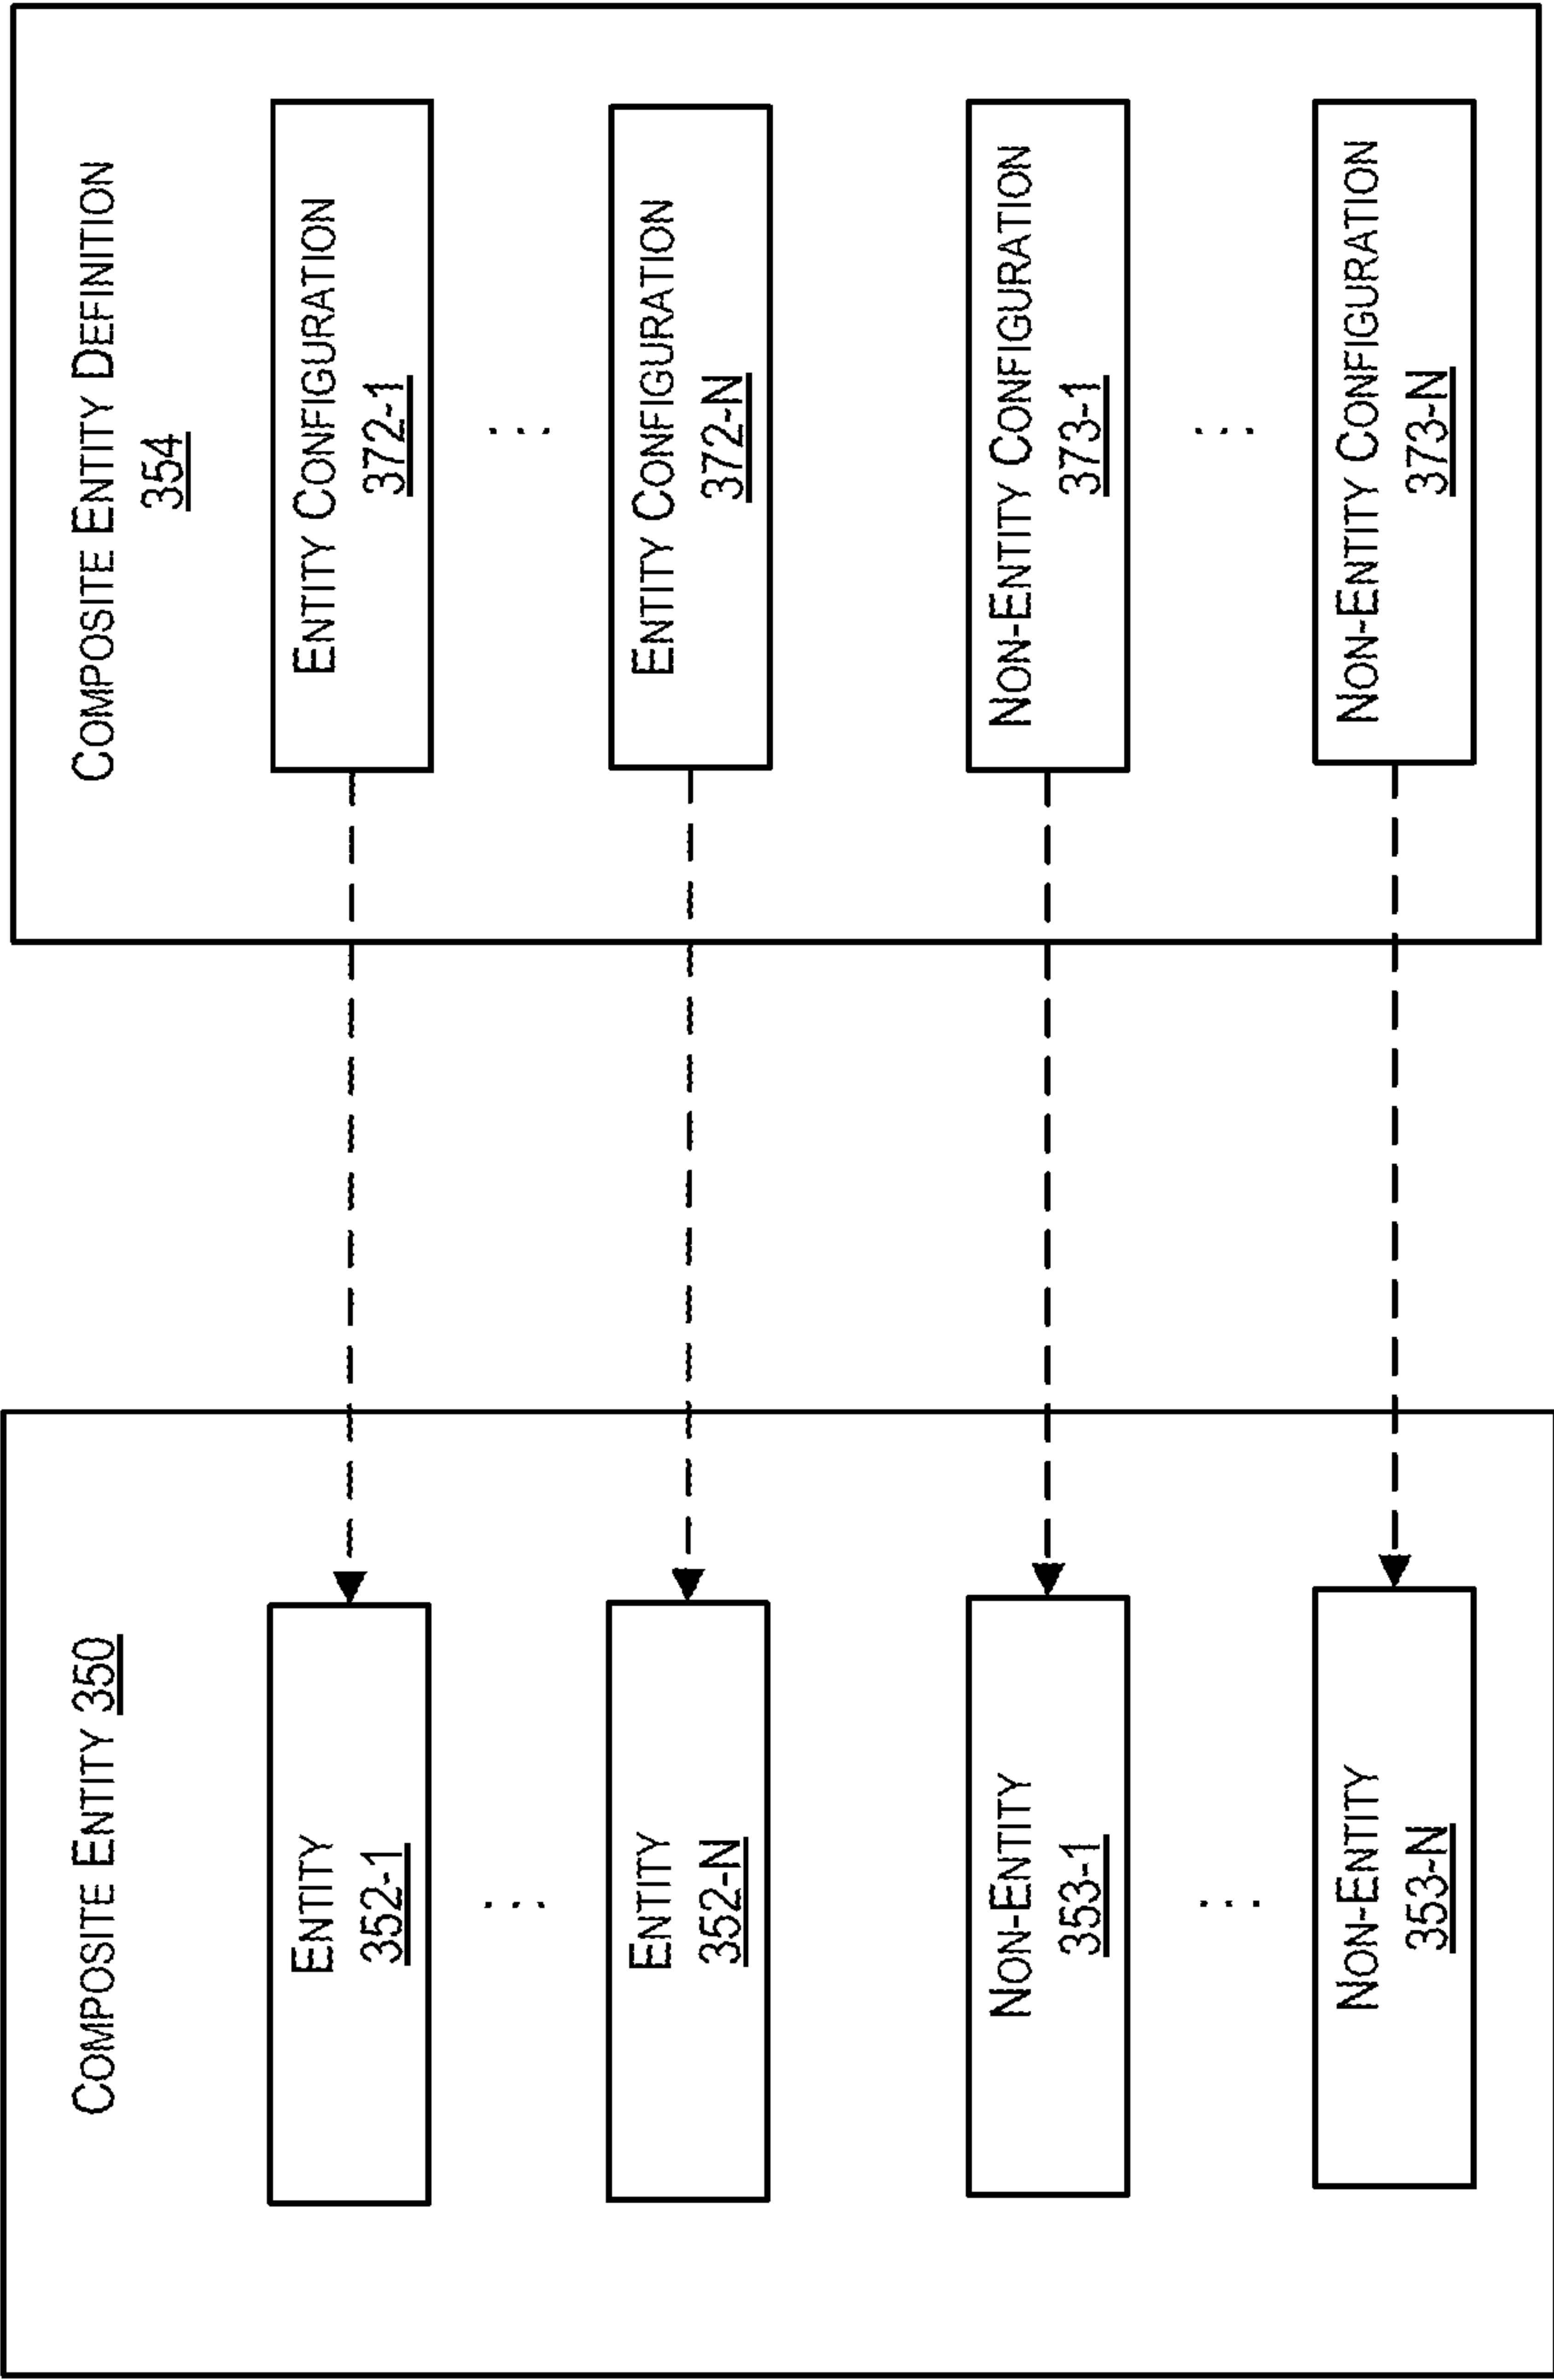 COMPOSITE ENTITY 350
ENTITY
352-1
...
ENTITY
352-N
NON-ENTITY
353-1
...
NON-ENTITY
353-N
COMPOSITE ENTITY DEFINITION
354
ENTITY CONFIGURATION
372-1
...
ENTITY CONFIGURATION
372-N
NON-ENTITY CONFIGURATION
373-1
...
NON-ENTITY CONFIGURATION
373-N